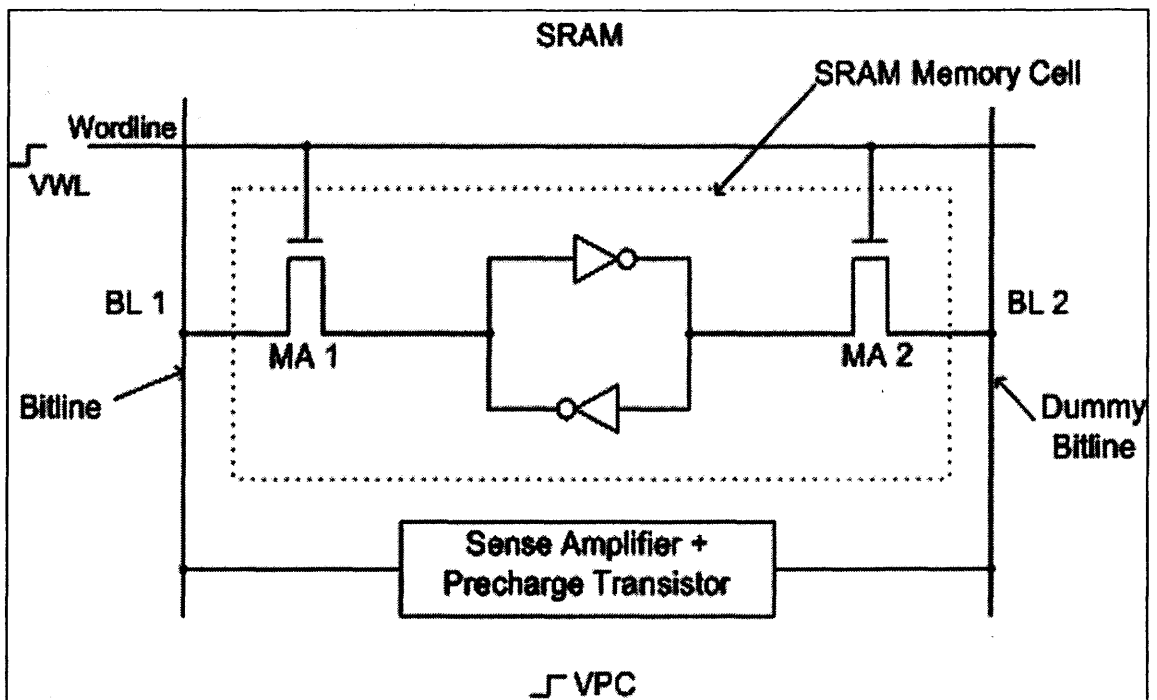 SRAM
SRAM Memory Cell
Wordline
VWL
BL 1
BL 2
MA 1
MA 2
Bitline
Dummy
Bitline
Sense Amplifier +
Precharge Transistor
VPC